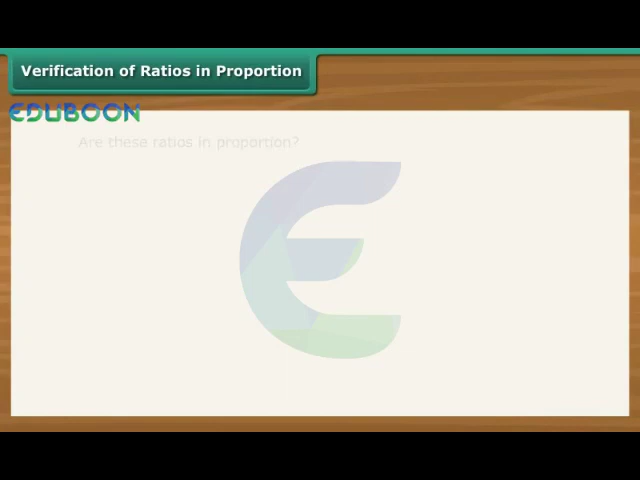 Verification of Ratios in Proportion
EDUBOON
Are these ratios in proportion?